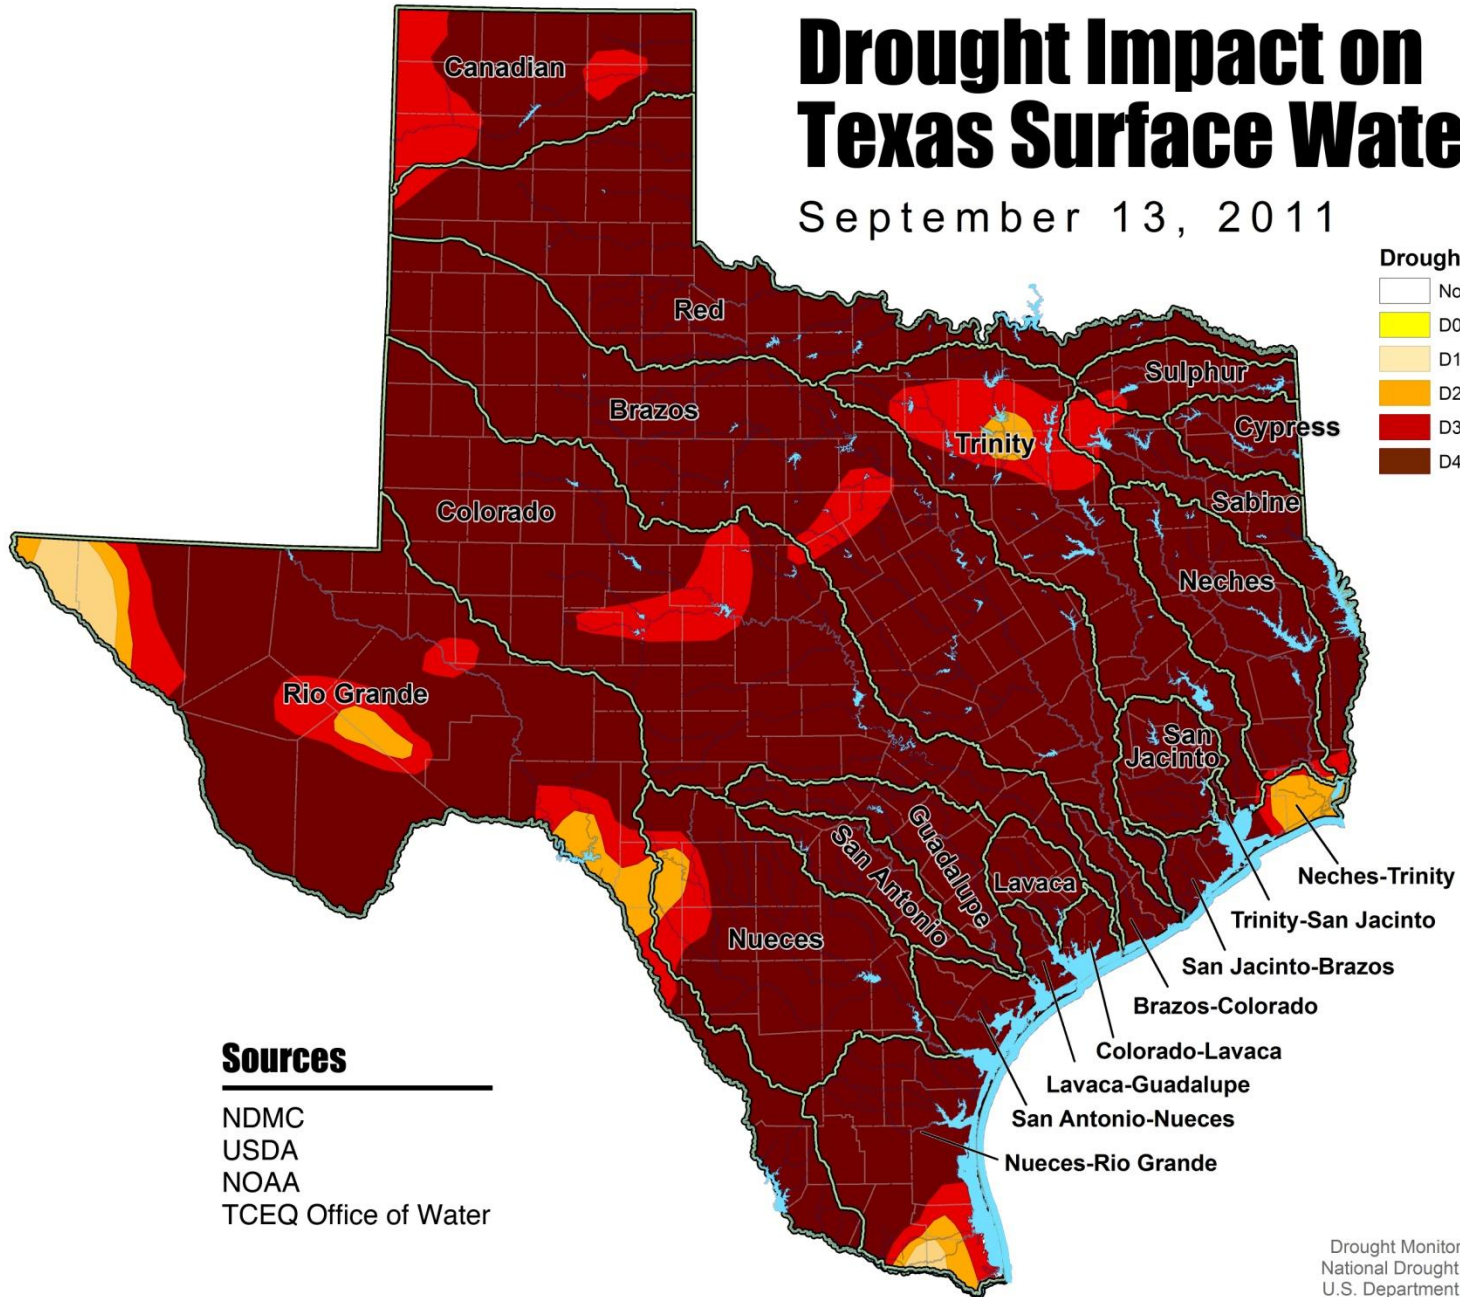 Drought Impact on
Texas Surface Wate
September 13, 2011
Drough
No
D0
D1
D2
D3
D4
Canadian
Red
Sulphur
Cypress
Brazos
Trinity
Sabine
Colorado
Neches
Rio Grande
San
Jacinto
Guadalupe
San Antonio
Lavaca
Nueces
Neches-Trinity
Trinity-San Jacinto
San Jacinto-Brazos
Brazos-Colorado
Colorado-Lavaca
Lavaca-Guadalupe
San Antonio-Nueces
Nueces-Rio Grande
Sources
NDMC
USDA
NOAA
TCEQ Office of Water
Drought Monitor
National Drought
U.S. Department